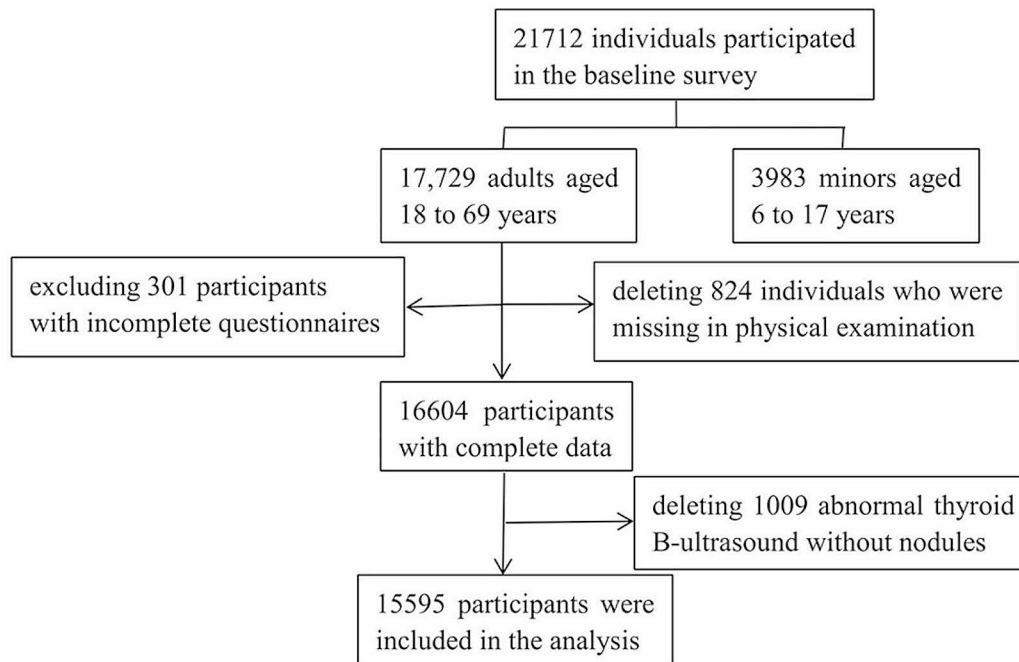 21712 individuals participated
in the baseline survey
17,729 adults aged
18 to 69 years
3983 minors aged
6 to 17 years
excluding 301 participants
with incomplete questionnaires
deleting 824 individuals who were
missing in physical examination
16604 participants
with complete data
deleting 1009 abnormal thyroid
B-ultrasound without nodules
15595 participants were
included in the analysis